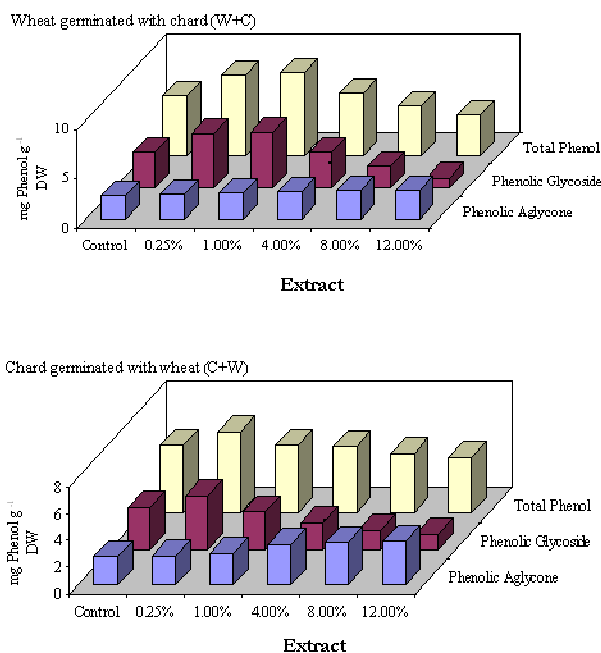 Wheat germinated with chard (W+C)
10
5
0
mg Phenol g⁻¹
DW
Total Phenol
Phenolic Glycoside
Phenolic Aglycone
Control 0.25% 1.00% 4.00% 8.00% 12.00%
Extract
Chard germinated with wheat (C+W)
8
6
4
2
0
mg Phenol g⁻¹
DW
Total Phenol
Phenolic Glycoside
Phenolic Aglycone
Control 0.25% 1.00% 4.00% 8.00% 12.00%
Extract